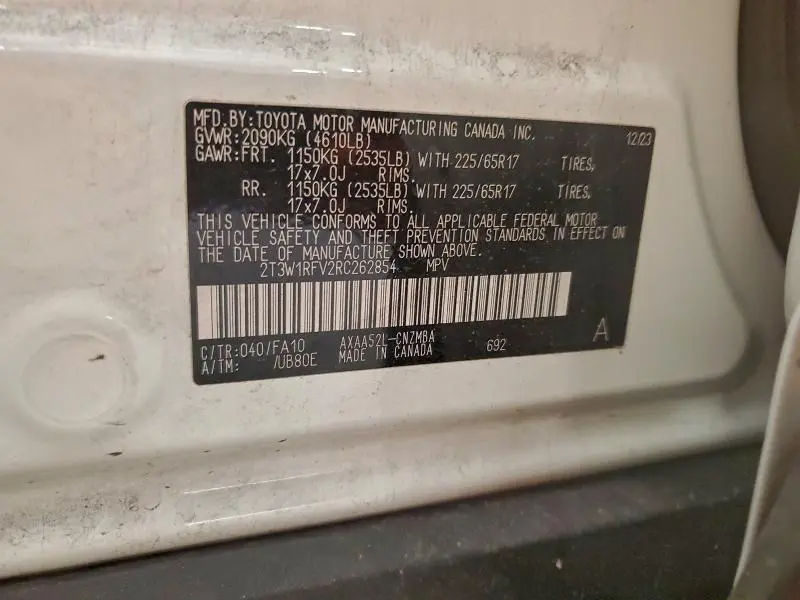 MFD.BY:TOYOTA MOTOR MANUFACTURING CANADA INC. 12/23
GVWR:2090KG (4610LB)
GAWR:FRT. 1150KG (2535LB) WITH 225/65R17 TIRES,
17x7.0J RIMS.
RR. 1150KG (2535LB) WITH 225/65R17 TIRES,
17x7.0J RIMS.
THIS VEHICLE CONFORMS TO ALL APPLICABLE FEDERAL MOTOR
VEHICLE SAFETY AND THEFT PREVENTION STANDARDS IN EFFECT ON
THE DATE OF MANUFACTURE SHOWN ABOVE.
2T3W1RFV2RC262854 MPV
C/TR:040/FA10 AXAA52L-CNZMBA 692 A
A/TM: /UB80E MADE IN CANADA